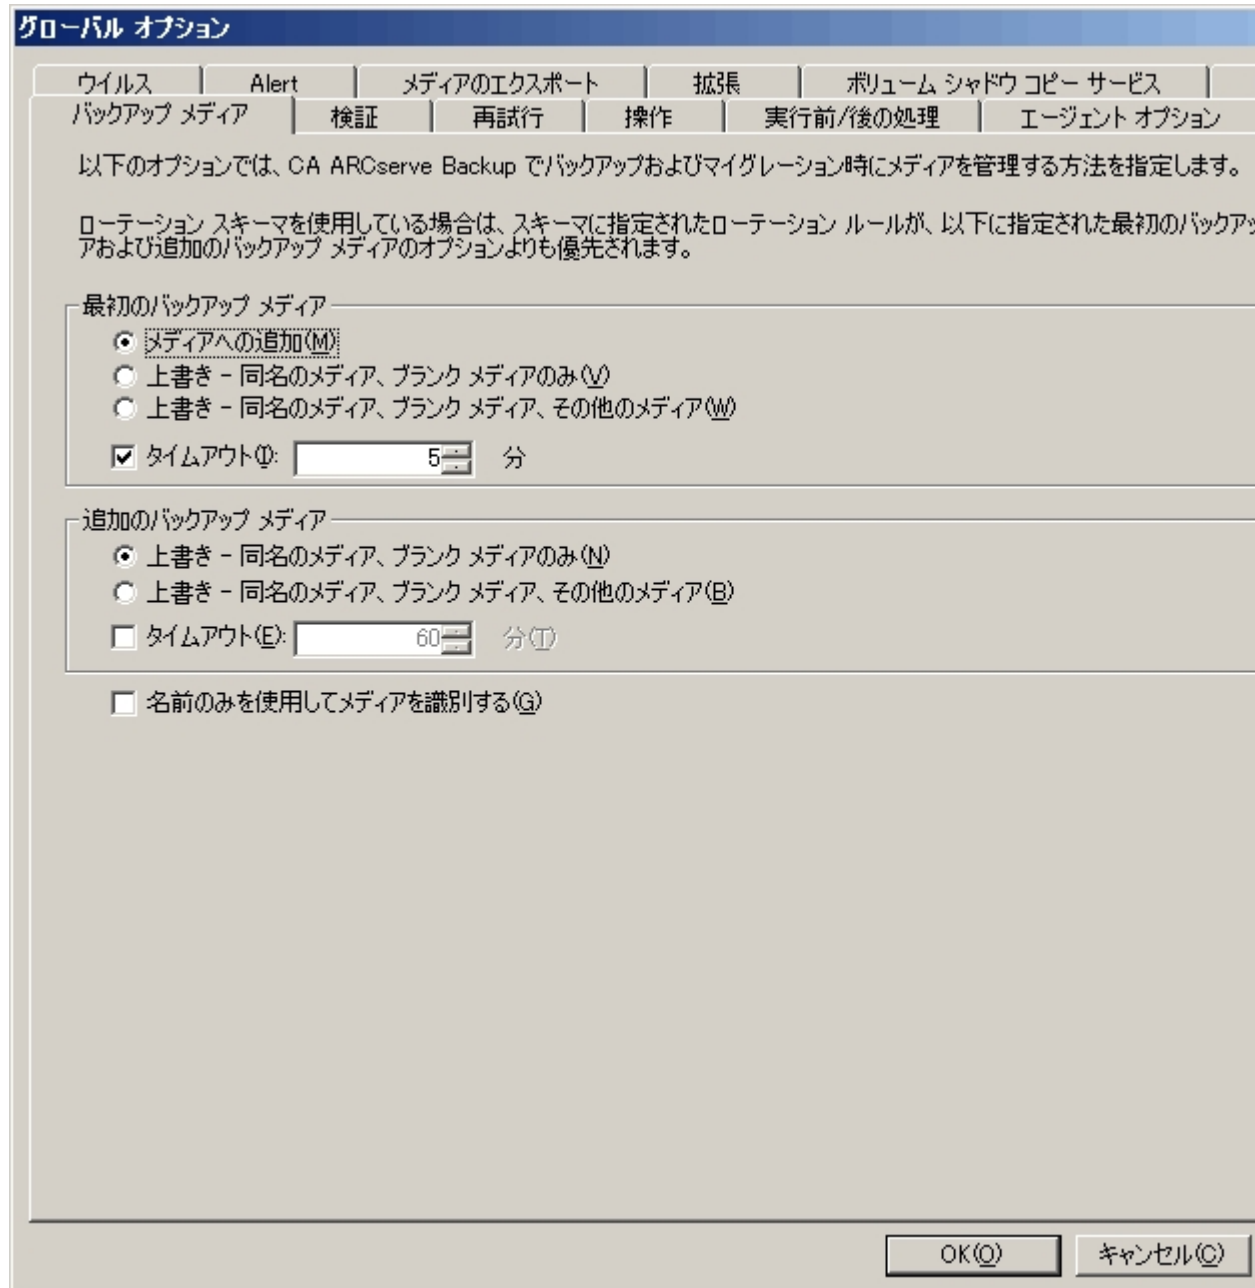 グローバル オプション
ウイルス Alert メディアのエクスポート 拡張 ボリューム シャドウ コピー サービス
バックアップ メディア 検証 再試行 操作 実行前/後の処理 エージェント オプション
以下のオプションでは、CA ARCserve Backup でバックアップおよびマイグレーション時にメディアを管理する方法を指定します。
ローテーション スキーマを使用している場合は、スキーマに指定されたローテーション ルールが、以下に指定された最初のバックアッ
アおよび追加のバックアップ メディアのオプションよりも優先されます。
最初のバックアップ メディア
メディアへの追加(M)
上書き - 同名のメディア、ブランク メディアのみ(V)
上書き - 同名のメディア、ブランク メディア、その他のメディア(W)
タイムアウト(I): 5 分
追加のバックアップ メディア
上書き - 同名のメディア、ブランク メディアのみ(N)
上書き - 同名のメディア、ブランク メディア、その他のメディア(B)
タイムアウト(E): 60 分(T)
名前のみを使用してメディアを識別する(G)
OK(O) キャンセル(C)